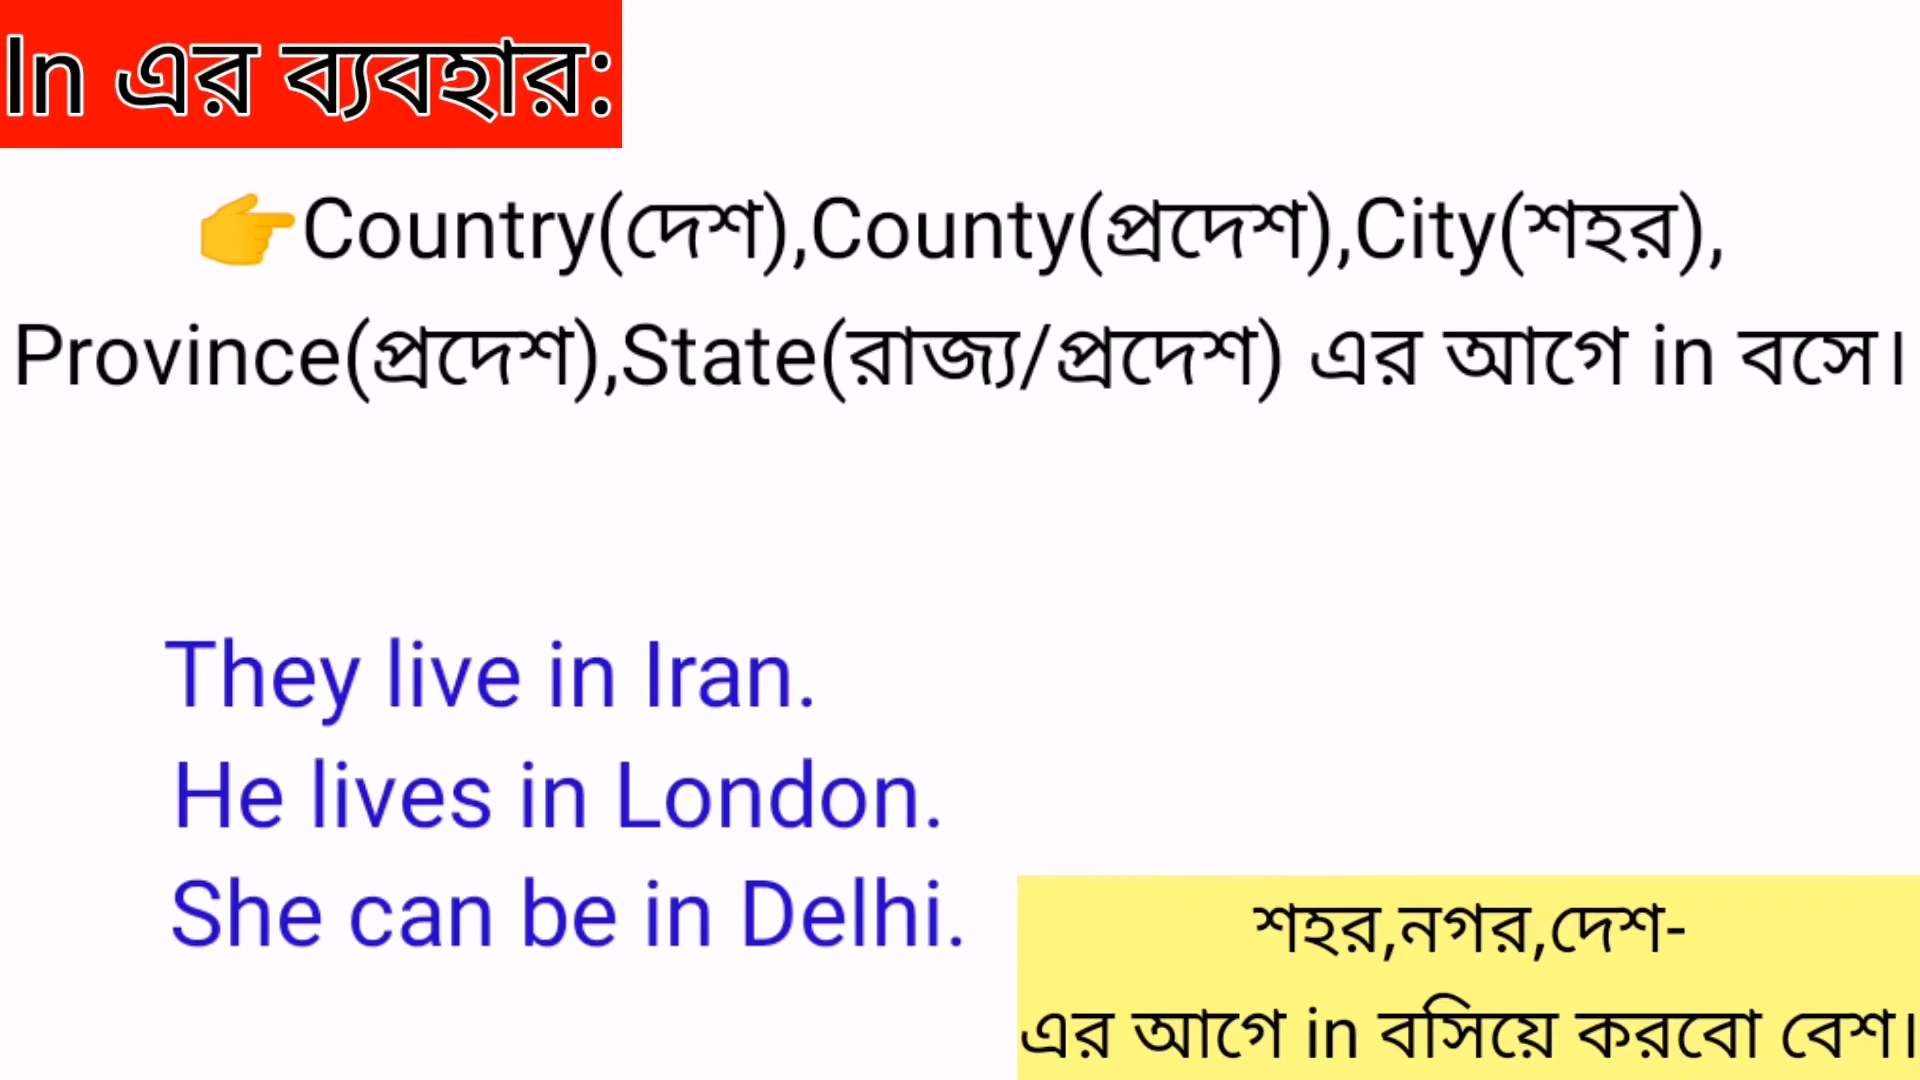 In এর ব্যবহার:
👉Country(দেশ),County(প্রদেশ),City(শহর),
Province(প্রদেশ),State(রাজ্য/প্রদেশ) এর আগে in বসে।
They live in Iran.
He lives in London.
She can be in Delhi.
শহর,নগর,দেশ-
এর আগে in বসিয়ে করবো বেশ।